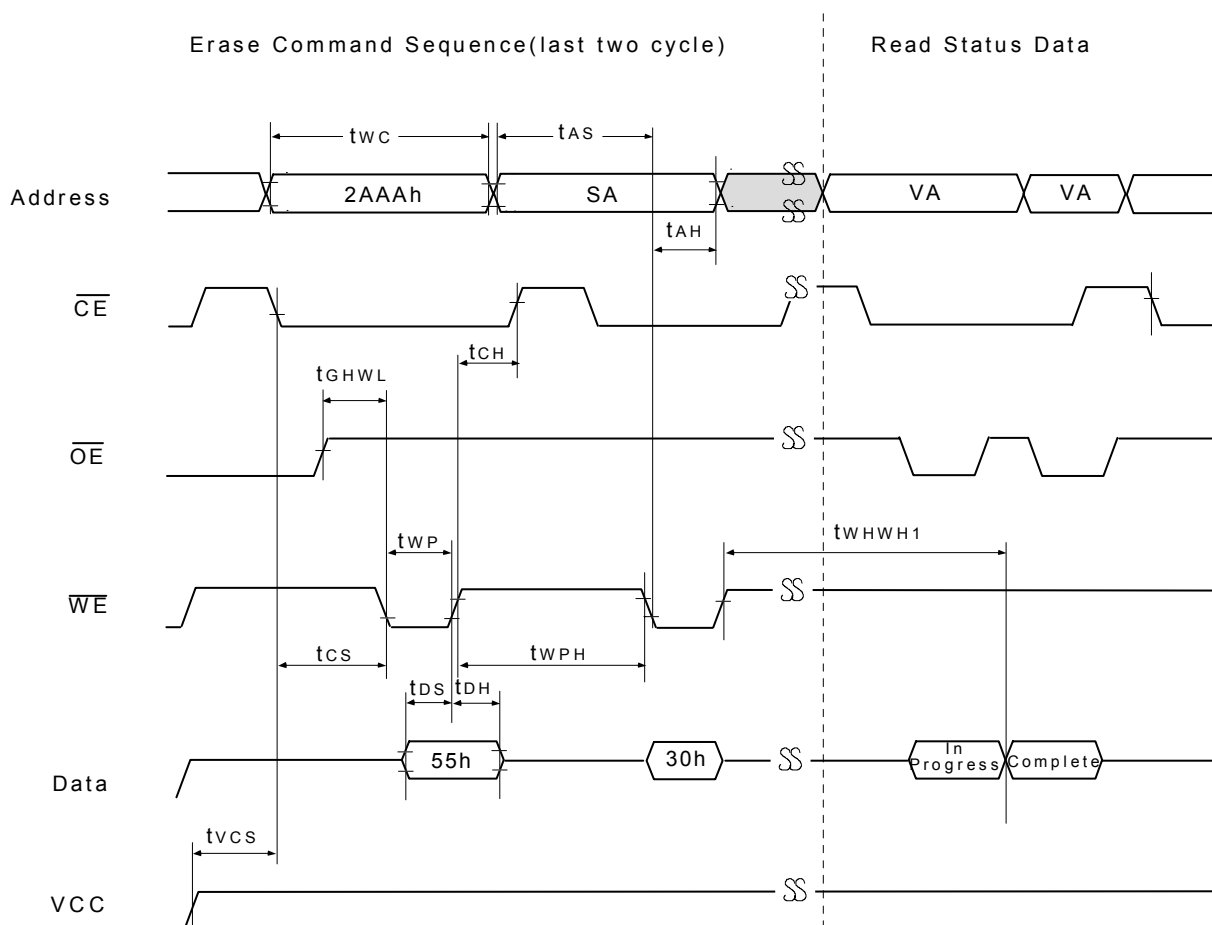 Erase Command Sequence(last two cycle)
Read Status Data
tWC
tAS
Address
2AAAh
SA
VA
VA
tAH
CE
tCH
tGHWL
OE
tWHWH1
tWP
WE
tCS
tWPH
tDS
tDH
Data
55h
30h
In
Progress
Complete
tVCS
VCC